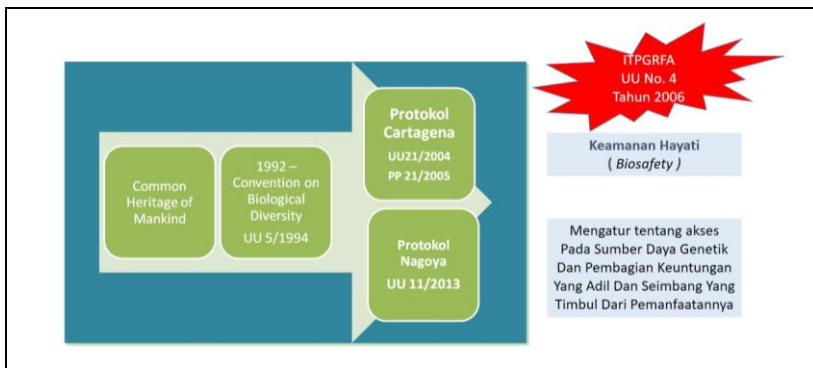 Common
Heritage of
Mankind
1992 –
Convention on
Biological
Diversity
UU 5/1994
Protokol
Cartagena
UU21/2004
PP 21/2005
Protokol
Nagoya
UU 11/2013
ITPGRFA
UU No. 4
Tahun 2006
Keamanan Hayati
( Biosafety )
Mengatur tentang akses
Pada Sumber Daya Genetik
Dan Pembagian Keuntungan
Yang Adil Dan Seimbang Yang
Timbul Dari Pemanfaatannya